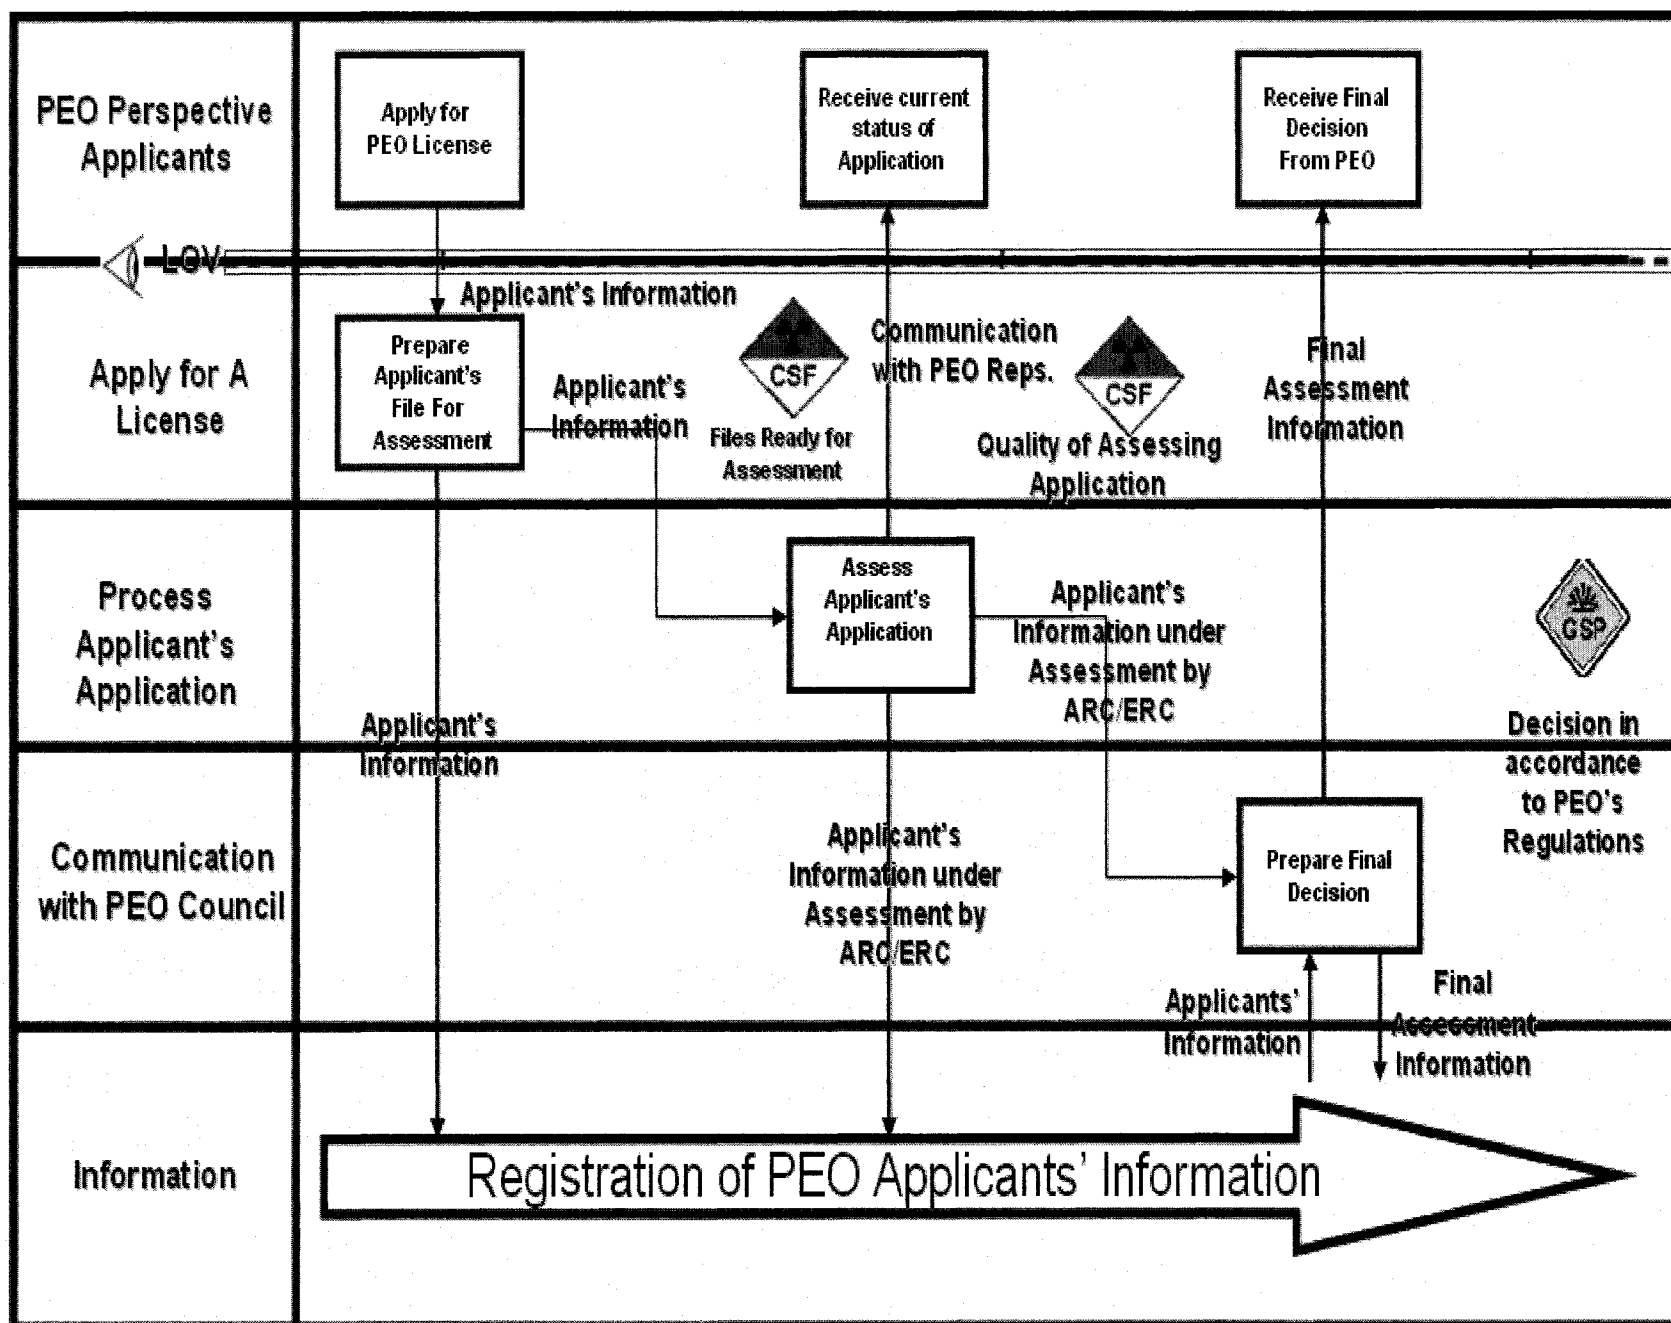 PEO Perspective
Applicants
Apply for
PEO License
Receive current
status of
Application
Receive Final
Decision
From PEO
LOV
Applicant's Information
Apply for A
License
Prepare
Applicant's
File For
Assessment
Applicant's
Information
CSF
Files Ready for
Assessment
Communication
with PEO Reps.
CSF
Quality of Assessing
Application
Final
Assessment
Information
Process
Applicant's
Application
Assess
Applicant's
Application
Applicant's
Information under
Assessment by
ARC/ERC
GSP
Decision in
accordance
to PEO's
Regulations
Applicant's
Information
Communication
with PEO Council
Applicant's
Information under
Assessment by
ARC/ERC
Prepare Final
Decision
Applicants'
Information
Final
Assessment
Information
Information
Registration of PEO Applicants' Information